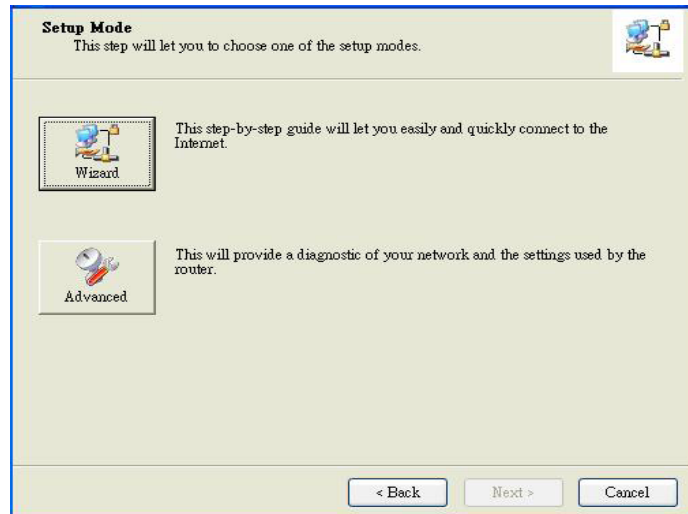 Setup Mode
This step will let you to choose one of the setup modes.
This step-by-step guide will let you easily and quickly connect to the
Internet.
Wizard
This will provide a diagnostic of your network and the settings used by the
router.
Advanced
< Back
Next >
Cancel